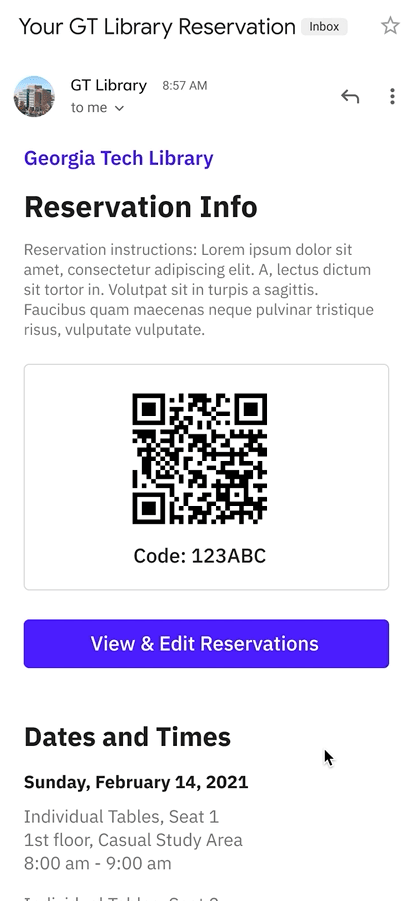 Your GT Library Reservation Inbox
GT Library 8:57 AM
to me
Georgia Tech Library
Reservation Info
Reservation instructions: Lorem ipsum dolor sit
amet, consectetur adipiscing elit. A, lectus dictum
sit tortor in. Volutpat sit in turpis a sagittis.
Faucibus quam maecenas neque pulvinar tristique
risus, vulputate vulputate.
Code: 123ABC
View & Edit Reservations
Dates and Times
Sunday, February 14, 2021
Individual Tables, Seat 1
1st floor, Casual Study Area
8:00 am - 9:00 am